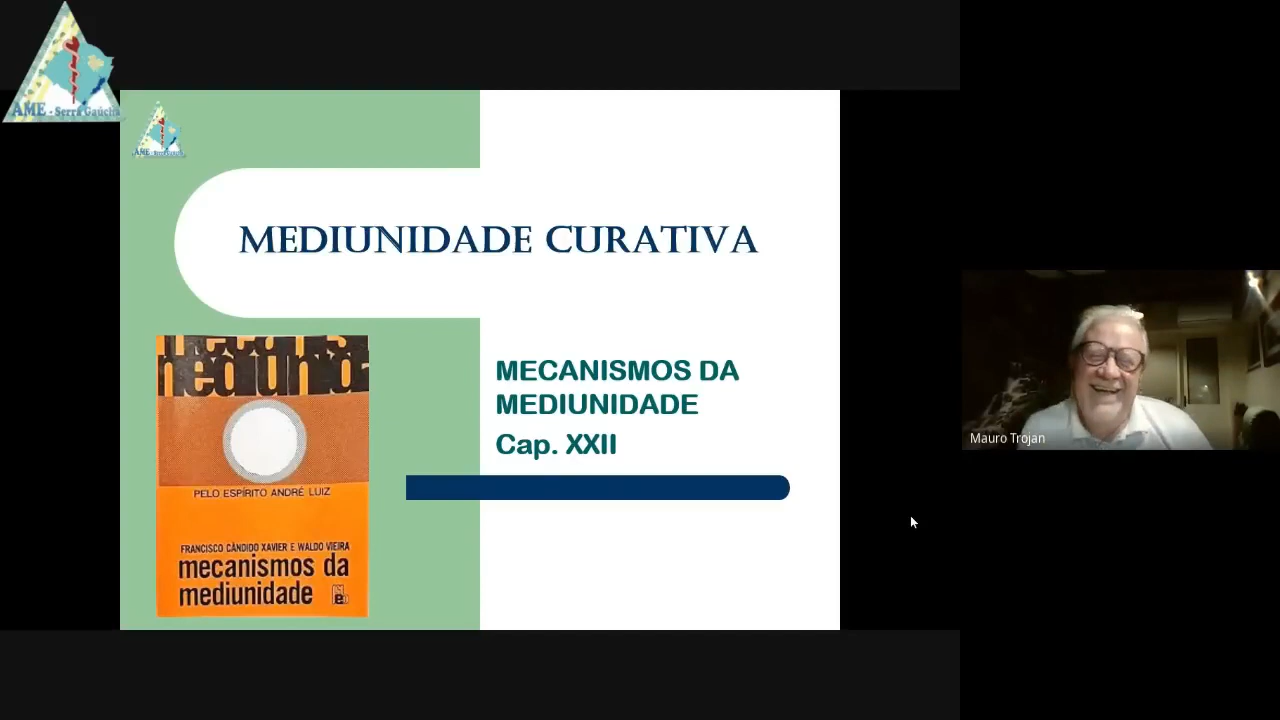 AME - Serra Gaúcha
MEDIUNIDADE CURATIVA
MECANISMOS DA
MEDIUNIDADE
Cap. XXII
PELO ESPÍRITO ANDRÉ LUIZ
FRANCISCO CÂNDIDO XAVIER E WALDO VIEIRA
mecanismos da
mediunidade
Mauro Trojan